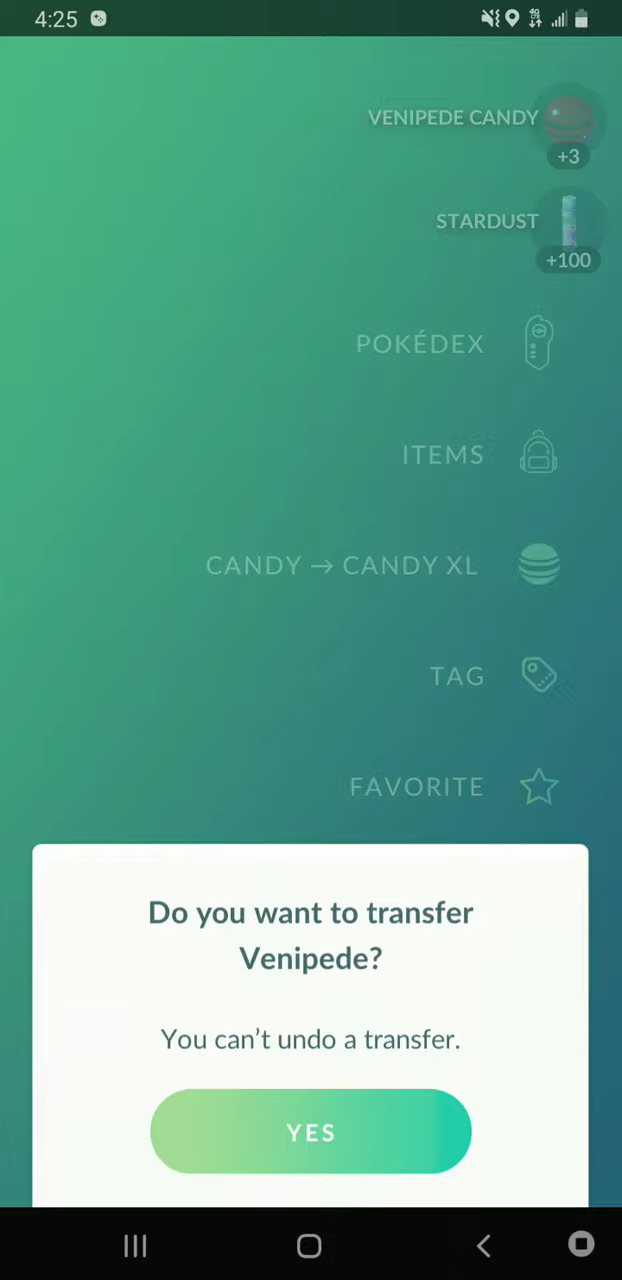 4:25
VENIPEDE CANDY
+3
STARDUST
+100
POKÉDEX
ITEMS
CANDY → CANDY XL
TAG
FAVORITE
Do you want to transfer
Venipede?
You can't undo a transfer.
YES